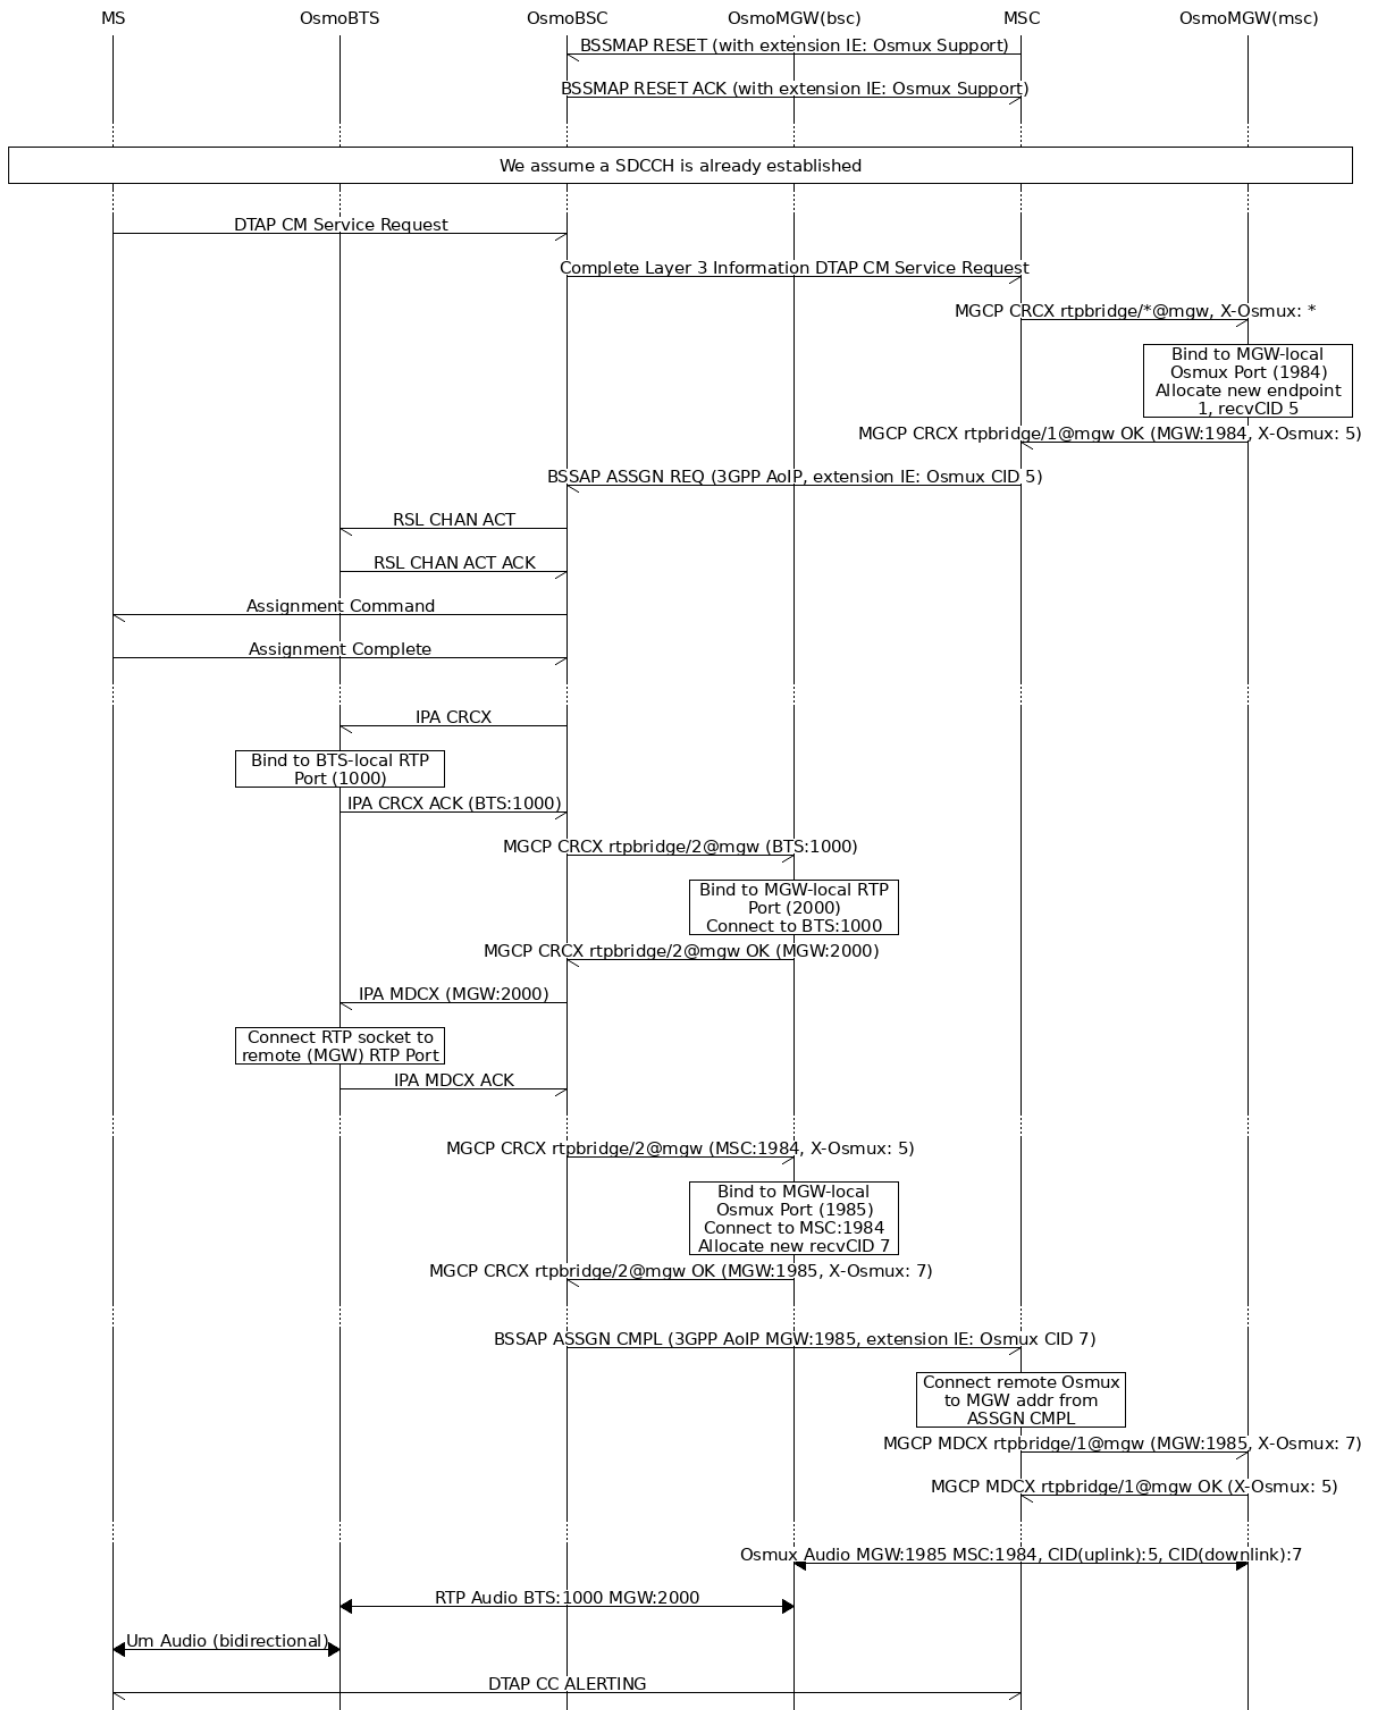 MS OsmoBTS OsmoBSC OsmoMGW(bsc) MSC OsmoMGW(msc)
BSSMAP RESET (with extension IE: Osmux Support)
BSSMAP RESET ACK (with extension IE: Osmux Support)
We assume a SDCCH is already established
DTAP CM Service Request
Complete Layer 3 Information DTAP CM Service Request
MGCP CRCX rtpbridge/*@mgw, X-Osmux: *
Bind to MGW-local
Osmux Port (1984)
Allocate new endpoint
1, recvCID 5
MGCP CRCX rtpbridge/1@mgw OK (MGW:1984, X-Osmux: 5)
BSSAP ASSGN REQ (3GPP AoIP, extension IE: Osmux CID 5)
RSL CHAN ACT
RSL CHAN ACT ACK
Assignment Command
Assignment Complete
IPA CRCX
Bind to BTS-local RTP
Port (1000)
IPA CRCX ACK (BTS:1000)
MGCP CRCX rtpbridge/2@mgw (BTS:1000)
Bind to MGW-local RTP
Port (2000)
Connect to BTS:1000
MGCP CRCX rtpbridge/2@mgw OK (MGW:2000)
IPA MDCX (MGW:2000)
Connect RTP socket to
remote (MGW) RTP Port
IPA MDCX ACK
MGCP CRCX rtpbridge/2@mgw (MSC:1984, X-Osmux: 5)
Bind to MGW-local
Osmux Port (1985)
Connect to MSC:1984
Allocate new recvCID 7
MGCP CRCX rtpbridge/2@mgw OK (MGW:1985, X-Osmux: 7)
BSSAP ASSGN CMPL (3GPP AoIP MGW:1985, extension IE: Osmux CID 7)
Connect remote Osmux
to MGW addr from
ASSGN CMPL
MGCP MDCX rtpbridge/1@mgw (MGW:1985, X-Osmux: 7)
MGCP MDCX rtpbridge/1@mgw OK (X-Osmux: 5)
Osmux Audio MGW:1985 MSC:1984, CID(uplink):5, CID(downlink):7
RTP Audio BTS:1000 MGW:2000
Um Audio (bidirectional)
DTAP CC ALERTING